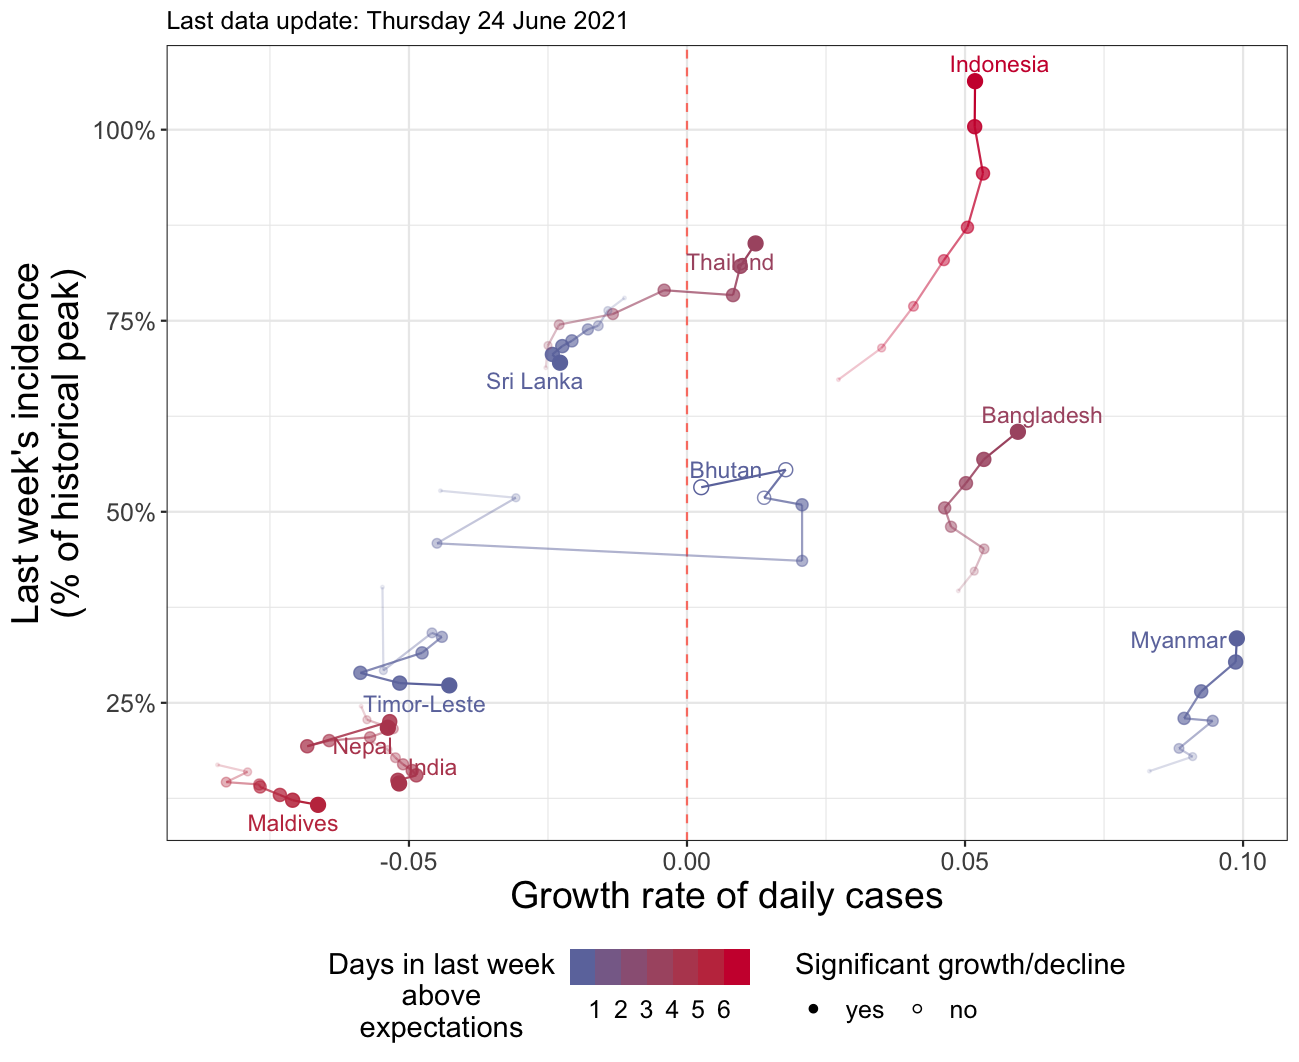 Last data update: Thursday 24 June 2021
Indonesia
100%
Thailand
75%
Sri Lanka
Bangladesh
Bhutan
50%
Myanmar
Timor-Leste
25%
Nepal
India
Maldives
Last week's incidence
(% of historical peak)
-0.05 0.00 0.05 0.10
Growth rate of daily cases
Days in last week
above
expectations
1 2 3 4 5 6
Significant growth/decline
yes no